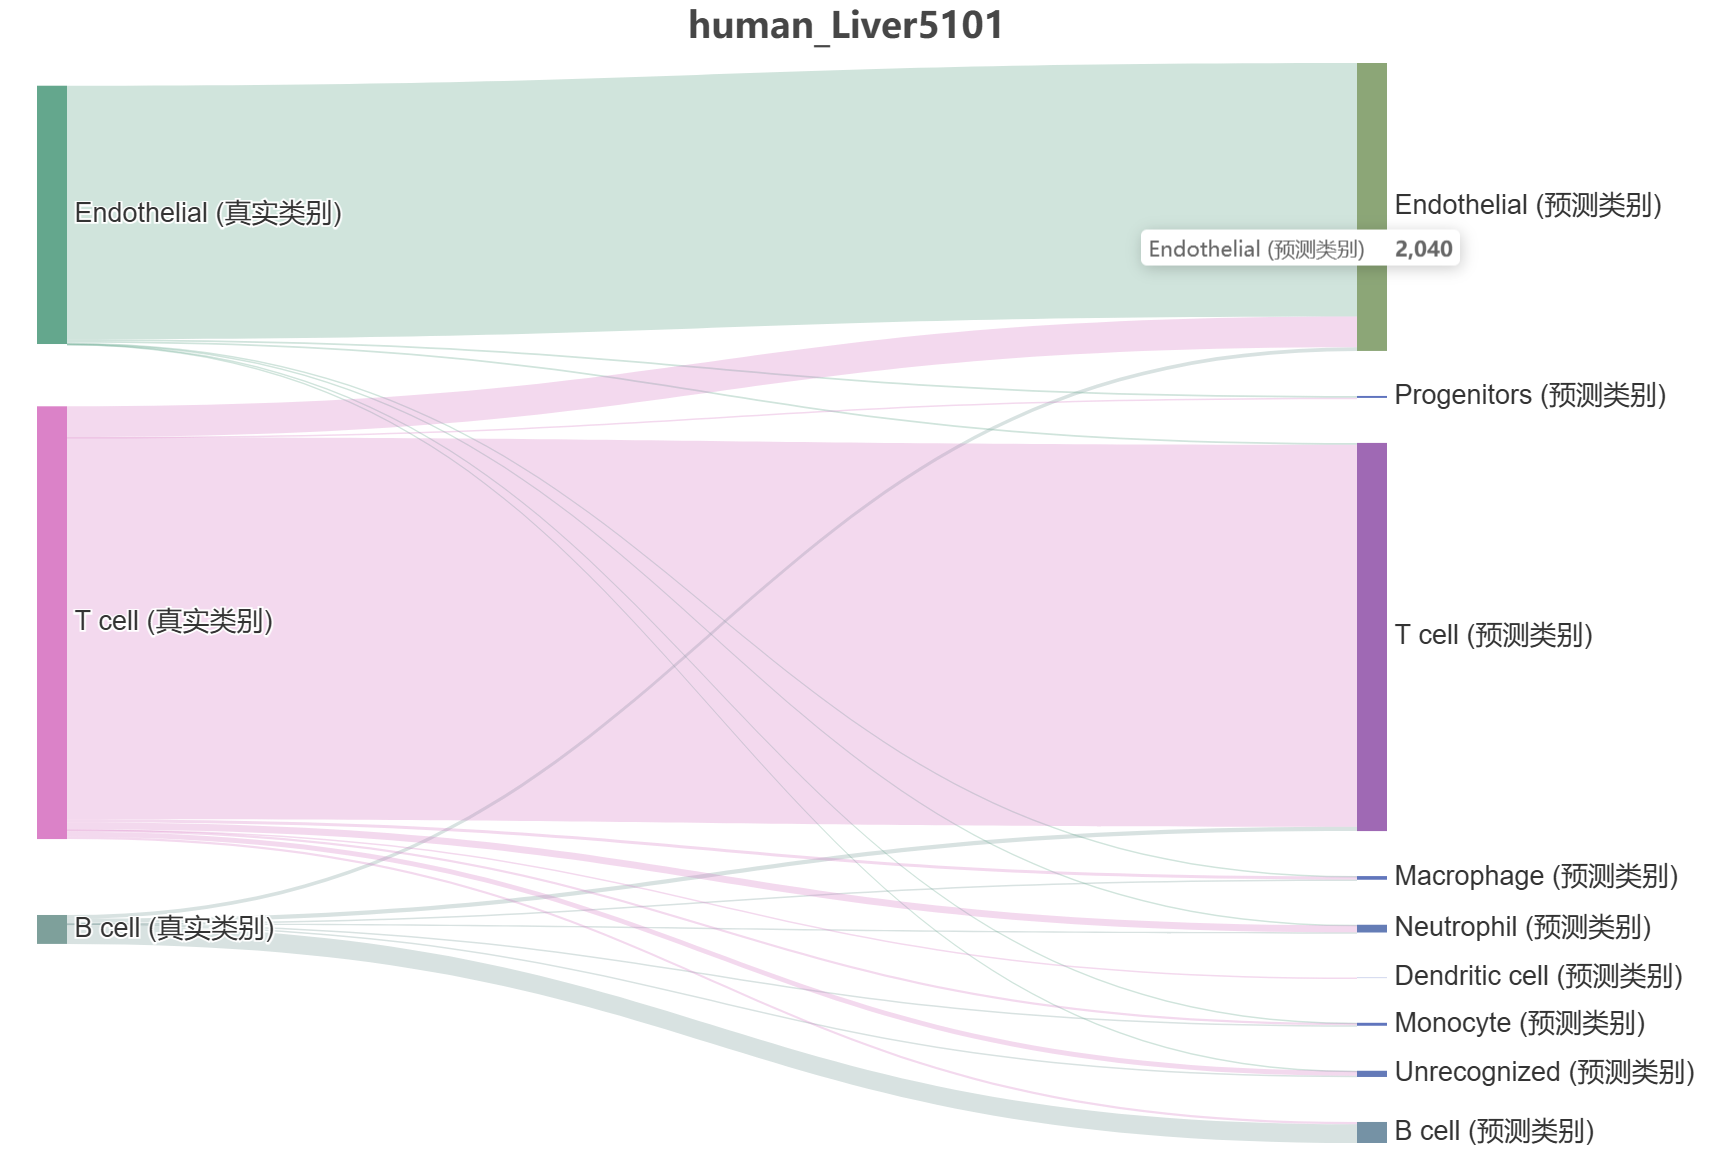 human_Liver5101
Endothelial (真实类别)
T cell (真实类别)
B cell (真实类别)
Endothelial (预测类别)
Endothelial (预测类别) 2,040
Progenitors (预测类别)
T cell (预测类别)
Macrophage (预测类别)
Neutrophil (预测类别)
Dendritic cell (预测类别)
Monocyte (预测类别)
Unrecognized (预测类别)
B cell (预测类别)